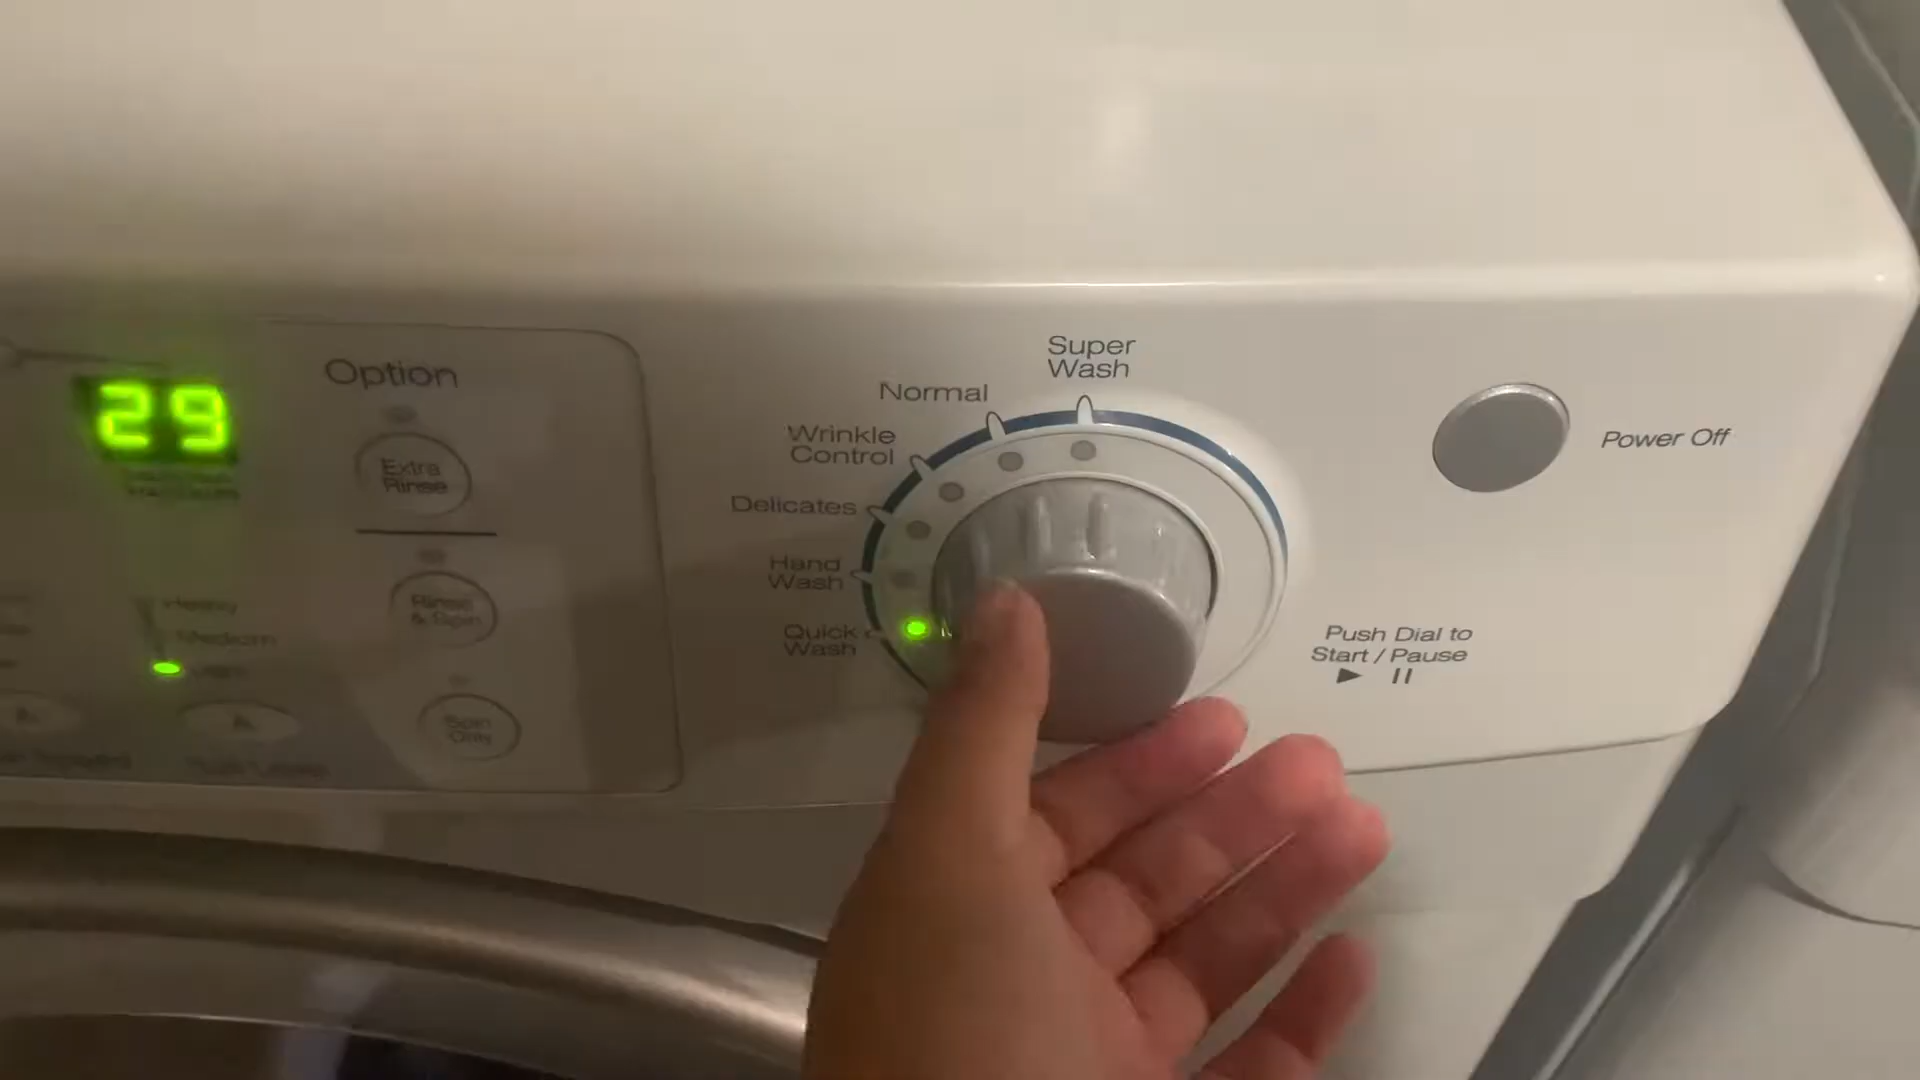 29
Option
Extra
Rinse
Rinse
& Spin
Spin
Only
Heavy
Medium
Light
Super
Wash
Normal
Wrinkle
Control
Delicates
Hand
Wash
Quick
Wash
Power Off
Push Dial to
Start / Pause